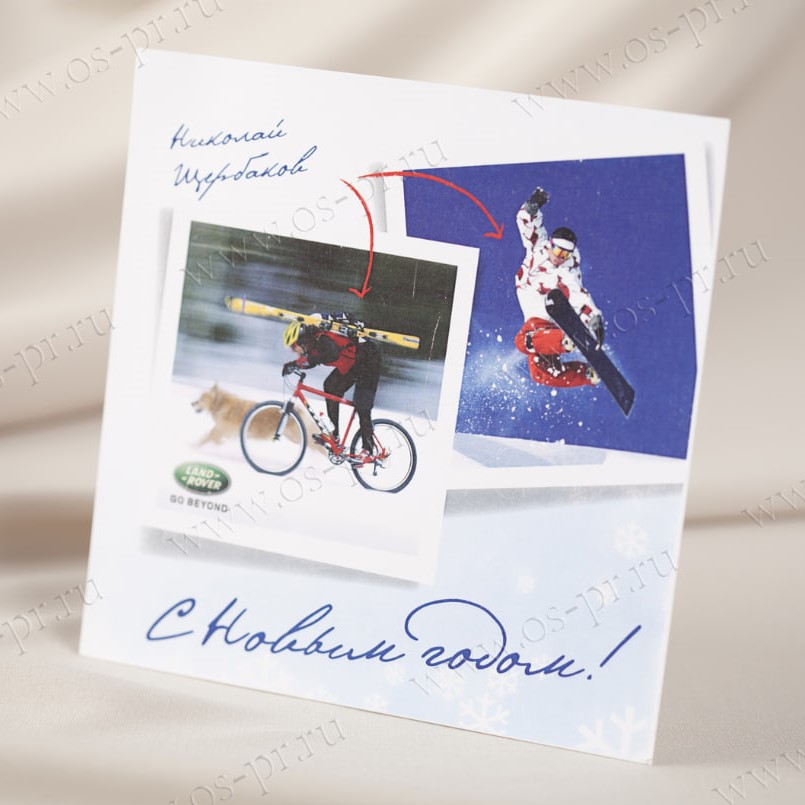 Николай
Щербаков
LAND-
-ROVER
GO BEYOND
С Новым годом!
www.os-pr.ru